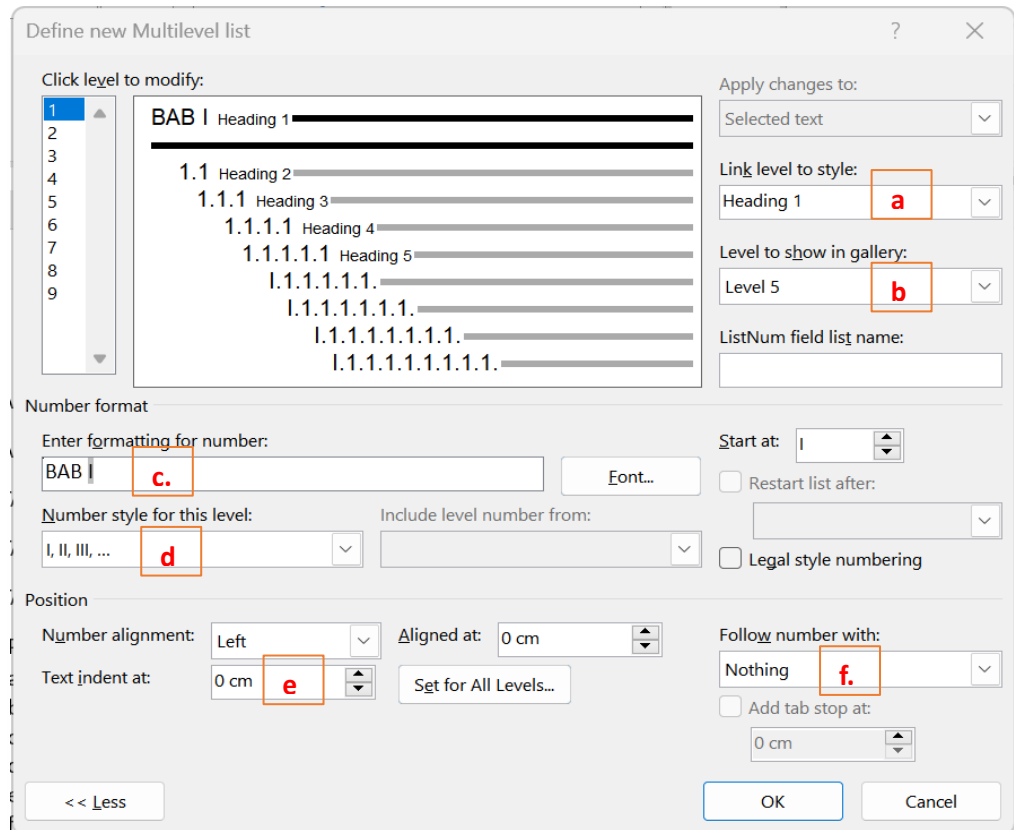 Define new Multilevel list ?
Click level to modify:
1
2
3
4
5
6
7
8
9
BAB I Heading 1
1.1 Heading 2
1.1.1 Heading 3
1.1.1.1 Heading 4
1.1.1.1.1 Heading 5
I.1.1.1.1.1.
I.1.1.1.1.1.1.
I.1.1.1.1.1.1.1.
I.1.1.1.1.1.1.1.1.
Apply changes to:
Selected text
Link level to style:
Heading 1 a
Level to show in gallery:
Level 5 b
ListNum field list name:
Number format
Enter formatting for number:
BAB I c.
Font...
Start at: I
Restart list after:
Number style for this level:
I, II, III, ... d
Include level number from:
Legal style numbering
Position
Number alignment: Left
Aligned at: 0 cm
Text indent at: 0 cm e
Set for All Levels...
Follow number with:
Nothing f.
Add tab stop at:
0 cm
<< Less
OK
Cancel